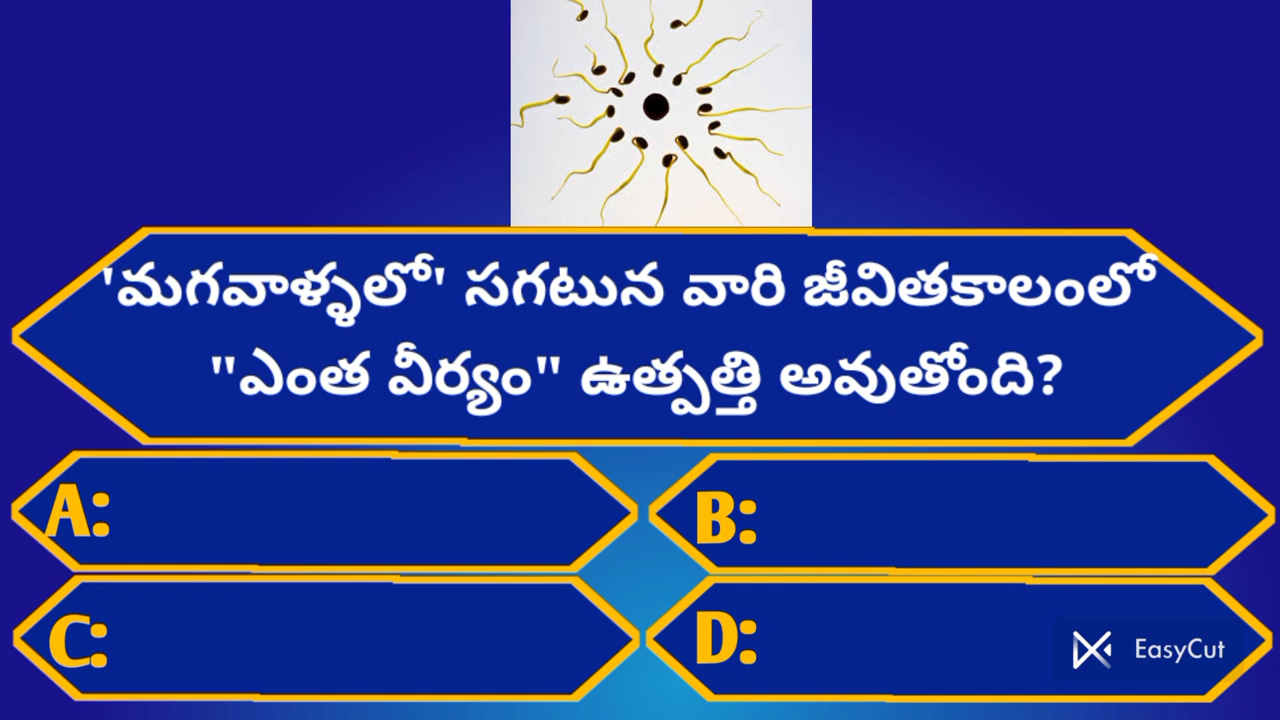 'మగవాళ్ళలో' సగటున వారి జీవితకాలంలో
"ఎంత వీర్యం" ఉత్పత్తి అవుతోంది?
A:
B:
C:
D:
EasyCut